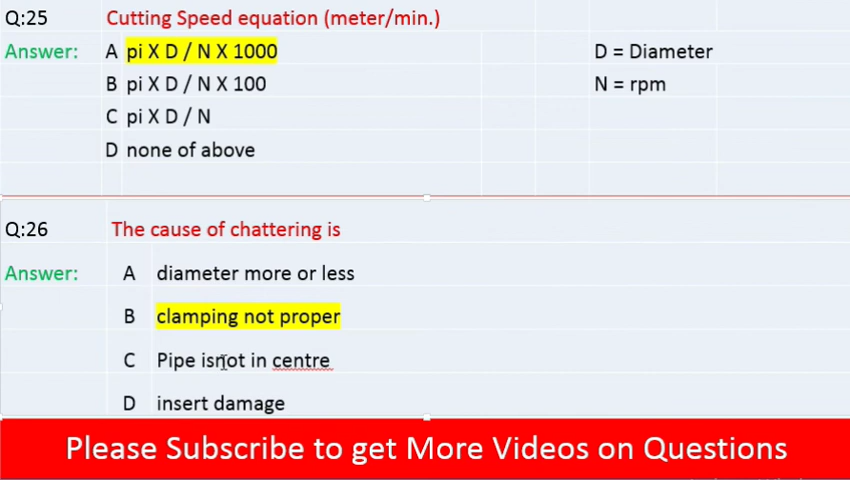 Q:25 Cutting Speed equation (meter/min.)
Answer: A pi X D / N X 1000 D = Diameter
B pi X D / N X 100 N = rpm
C pi X D / N
D none of above
Q:26 The cause of chattering is
Answer: A diameter more or less
B clamping not proper
C Pipe isnot in centre
D insert damage
Please Subscribe to get More Videos on Questions